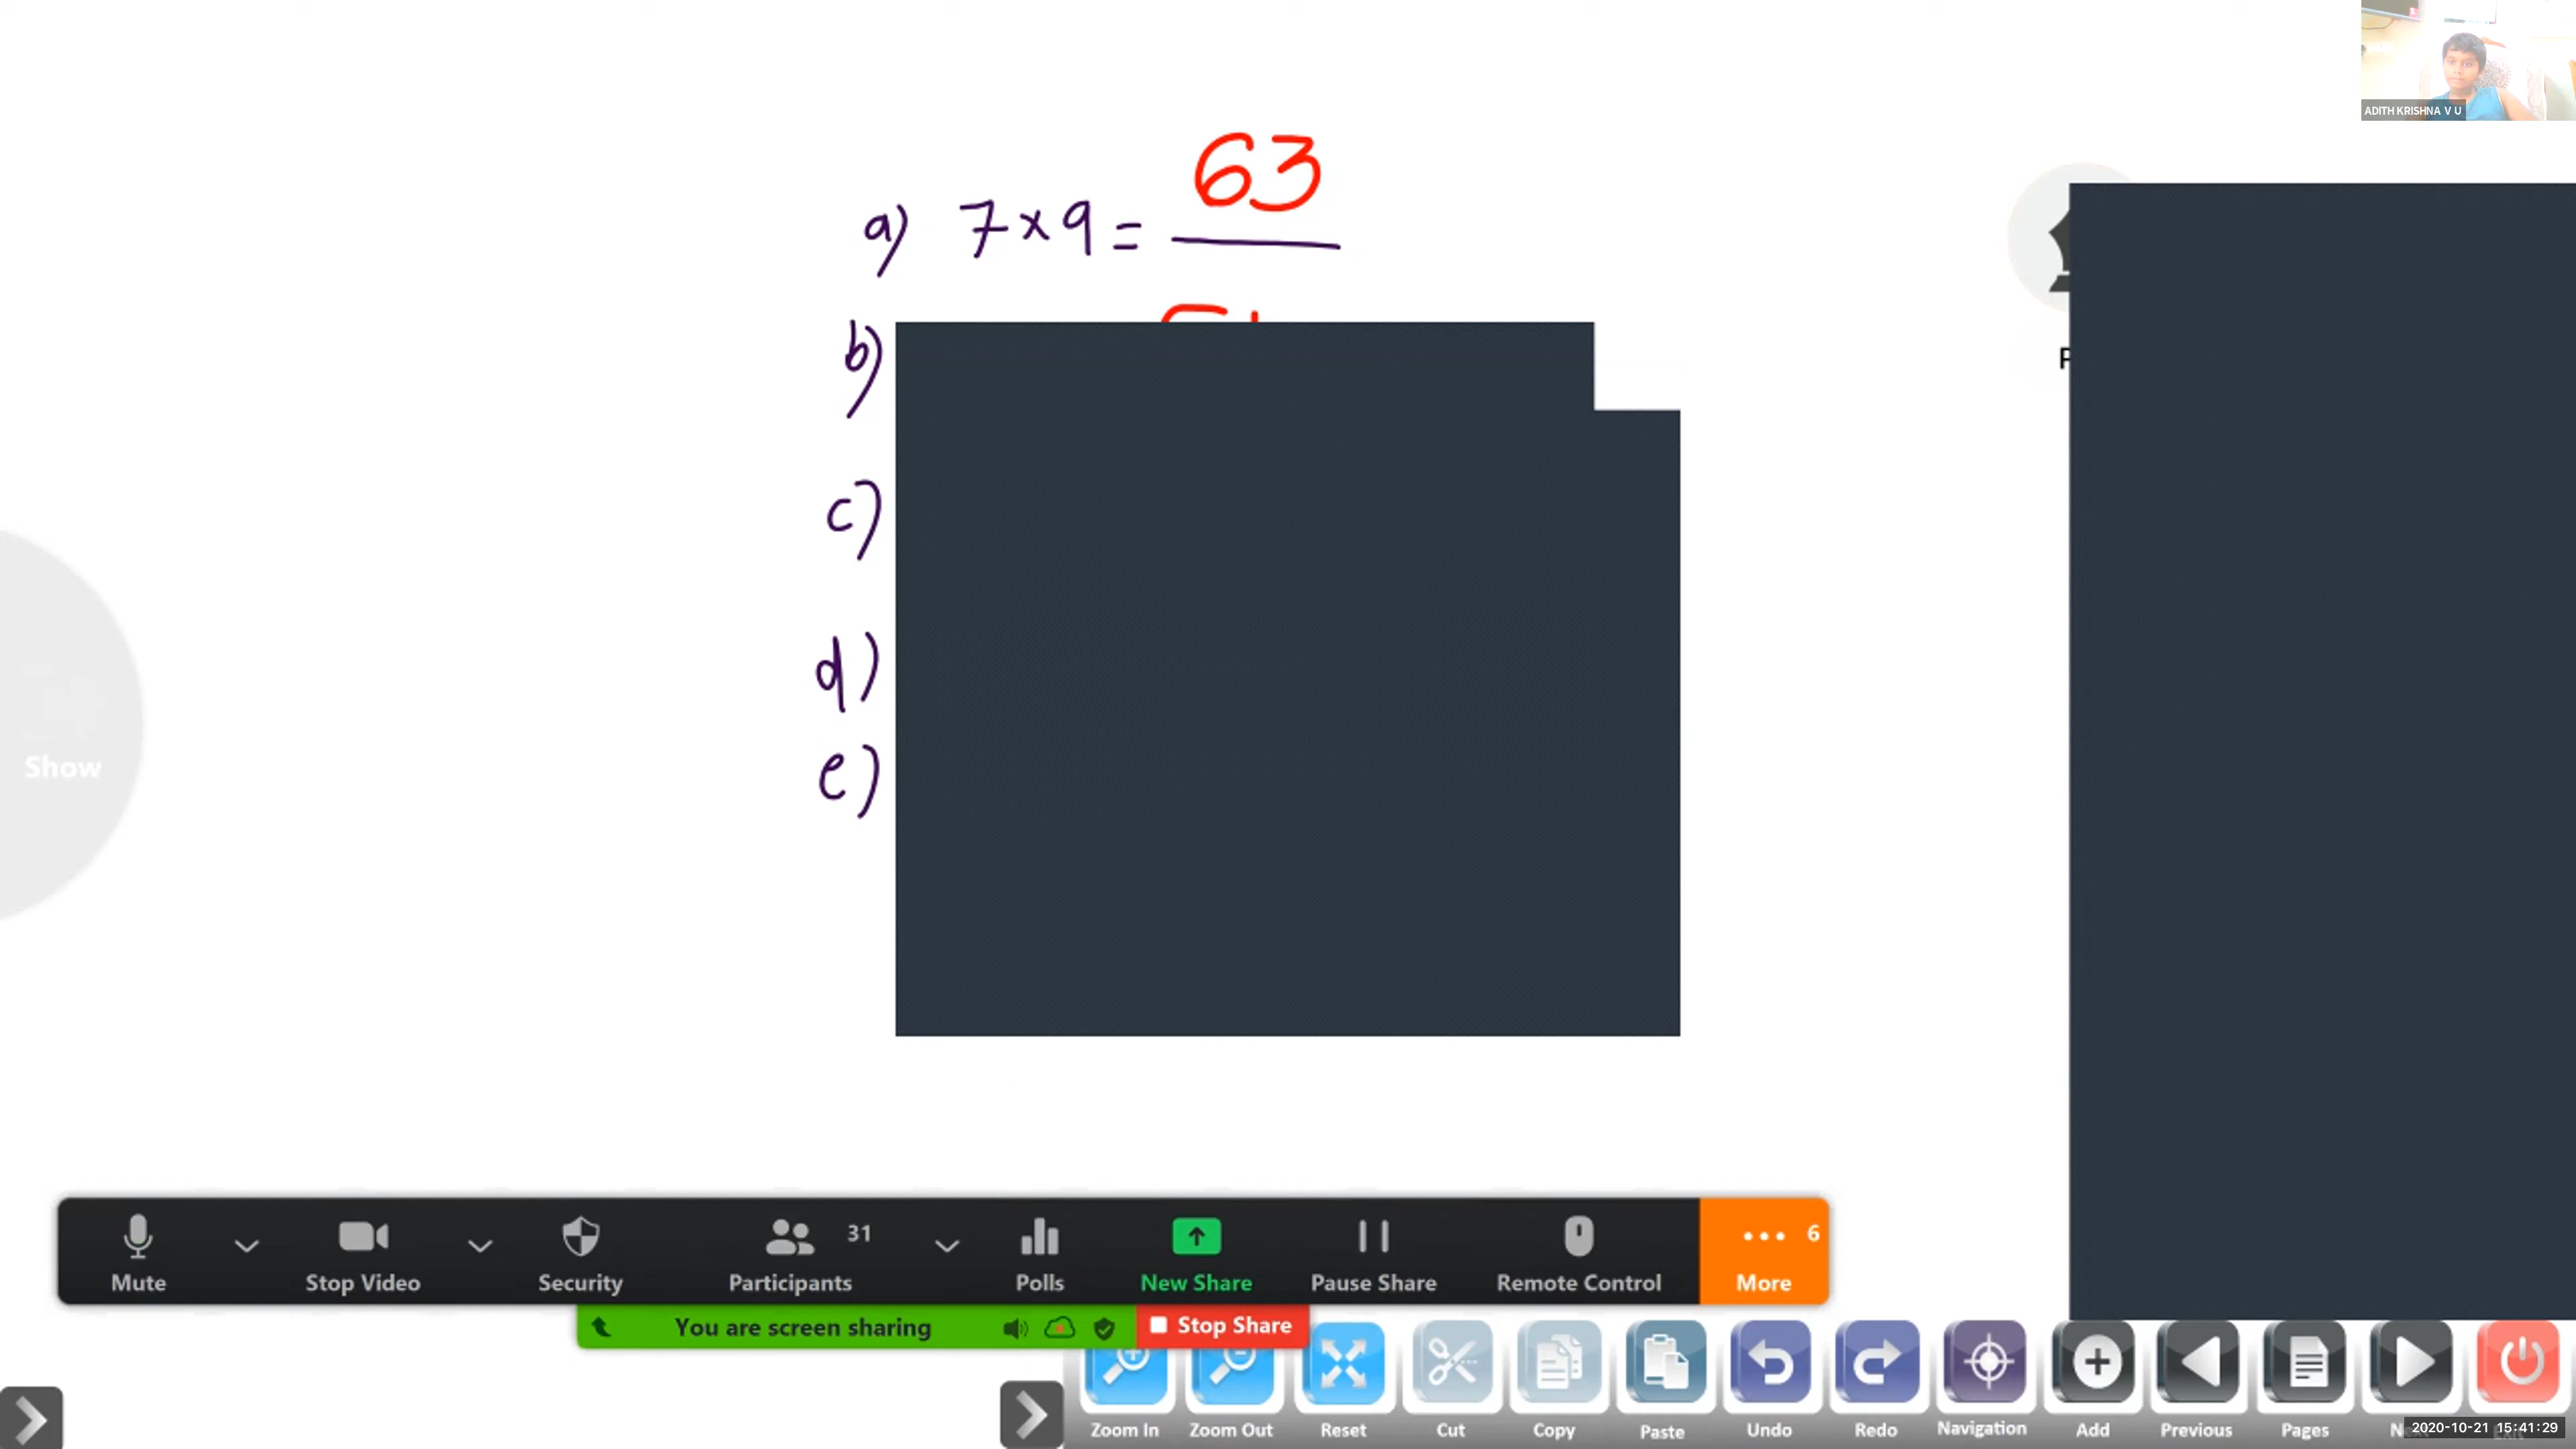 ADITH KRISHNA V U
a) 7 × 9 = 63
b)
c)
d)
e)
Show
Mute
Stop Video
Security
Participants 31
Polls
New Share
Pause Share
Remote Control
More 6
You are screen sharing
Stop Share
Zoom In
Zoom Out
Reset
Cut
Copy
Paste
Undo
Redo
Navigation
Add
Previous
Pages
2020-10-21 15:41:29